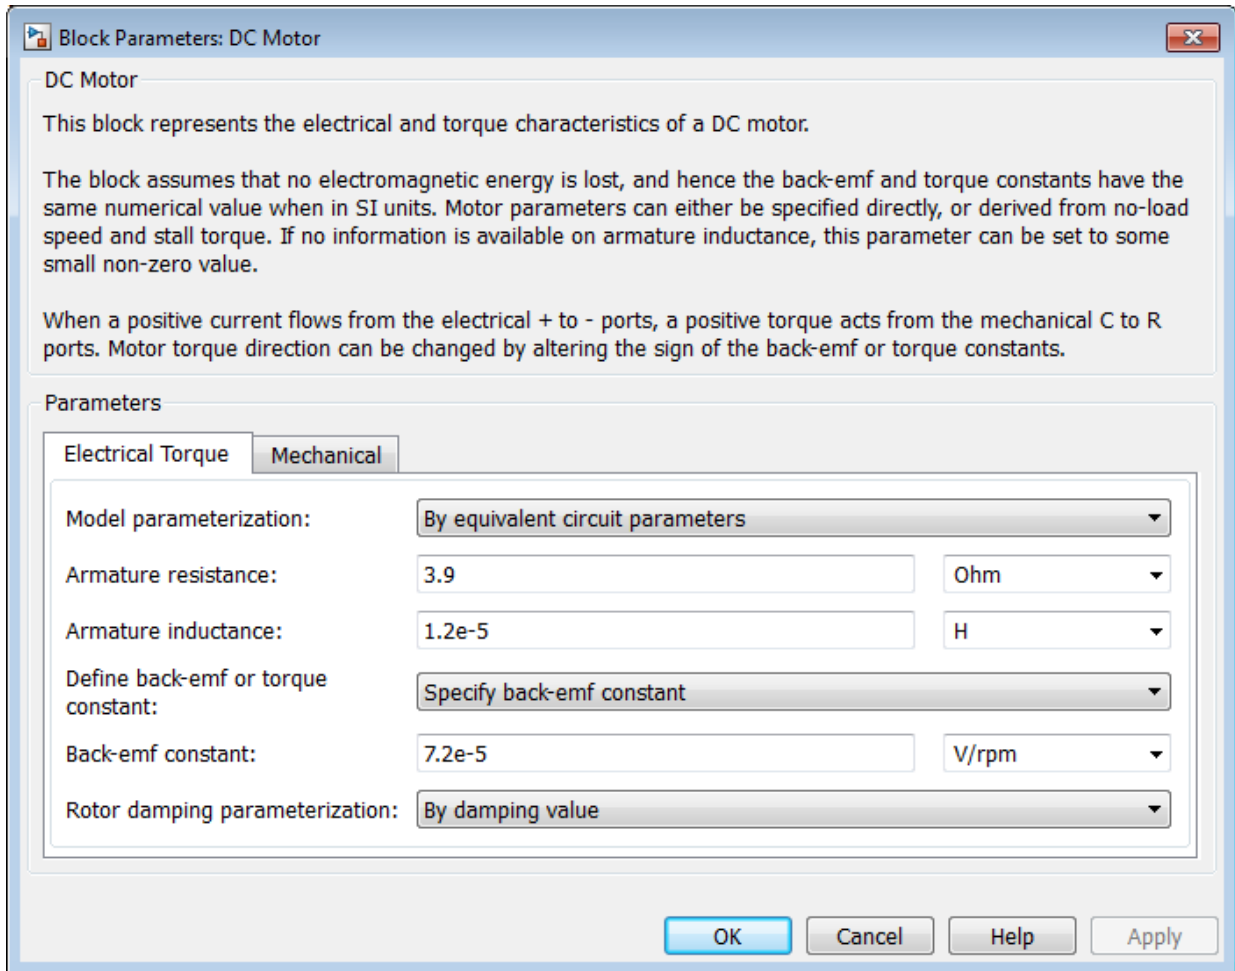 Block Parameters: DC Motor
DC Motor
This block represents the electrical and torque characteristics of a DC motor.
The block assumes that no electromagnetic energy is lost, and hence the back-emf and torque constants have the
same numerical value when in SI units. Motor parameters can either be specified directly, or derived from no-load
speed and stall torque. If no information is available on armature inductance, this parameter can be set to some
small non-zero value.
When a positive current flows from the electrical + to - ports, a positive torque acts from the mechanical C to R
ports. Motor torque direction can be changed by altering the sign of the back-emf or torque constants.
Parameters
Electrical Torque Mechanical
Model parameterization: By equivalent circuit parameters
Armature resistance: 3.9 Ohm
Armature inductance: 1.2e-5 H
Define back-emf or torque
constant: Specify back-emf constant
Back-emf constant: 7.2e-5 V/rpm
Rotor damping parameterization: By damping value
OK Cancel Help Apply